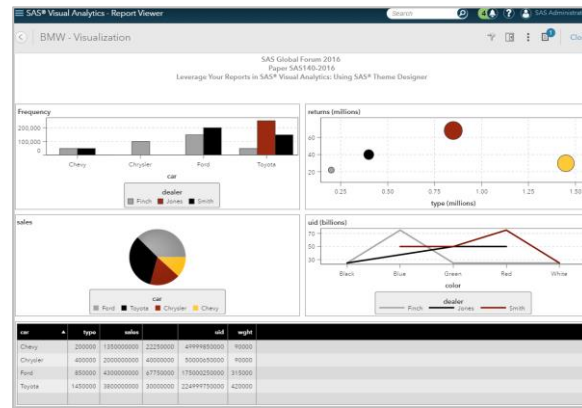 SAS® Visual Analytics - Report Viewer
Search
4
SAS Administrat
BMW - Visualization
Clo
SAS Global Forum 2016
Paper SAS140-2016
Leverage Your Reports in SAS® Visual Analytics: Using SAS® Theme Designer
Frequency
200,000
100,000
0
Chevy Chrysler Ford Toyota
car
dealer
Finch Jones Smith
returns (millions)
60
40
20
0.25 0.50 0.75 1.00 1.25 1.50
type (millions)
sales
car
Ford Toyota Chrysler Chevy
uid (billions)
70
50
30
Black Blue Green Red White
color
dealer
Finch Jones Smith
car type sales uid wght
Chevy 200000 1350000000 22250000 49999850000 90000
Chrysler 400000 2000000000 40000000 50000650000 90000
Ford 850000 4300000000 67750000 175000250000 315000
Toyota 1450000 3800000000 30000000 224999750000 420000